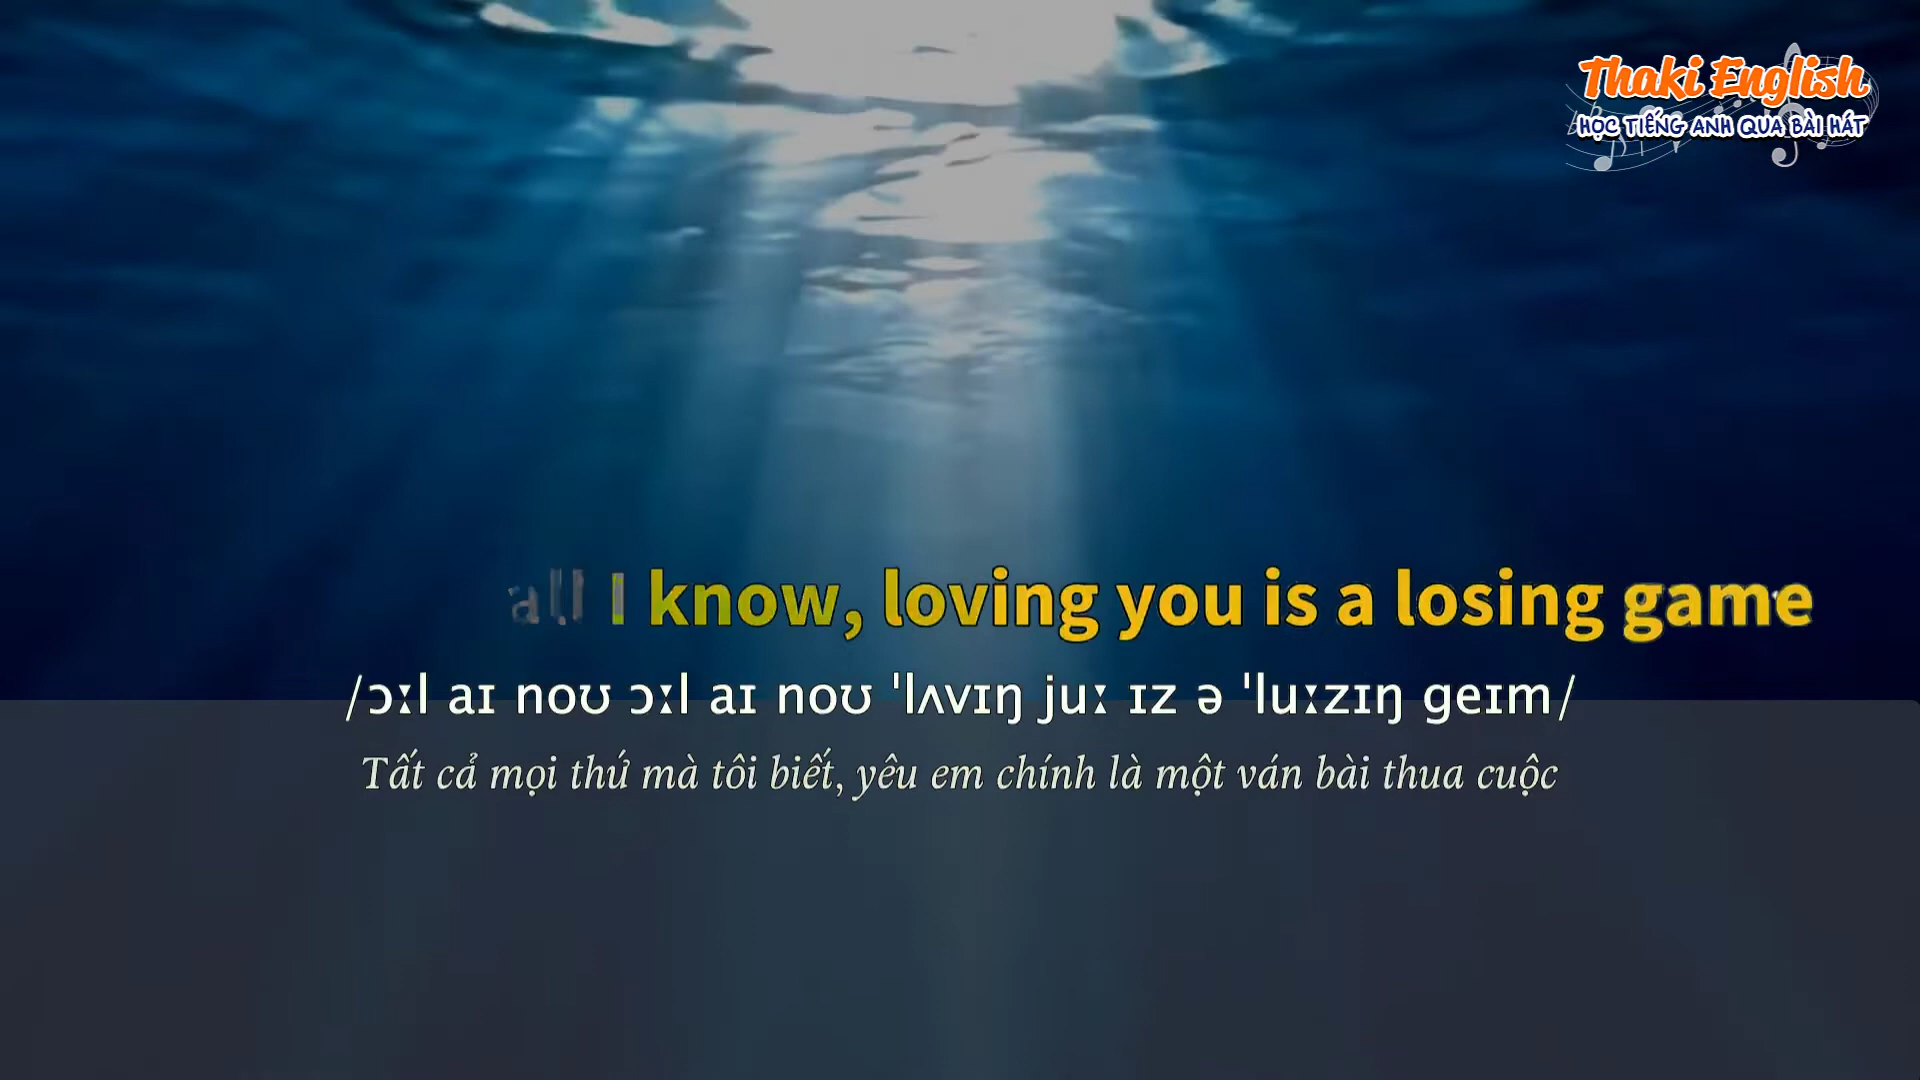 Thaki English
HỌC TIẾNG ANH QUA BÀI HÁT
all I know, loving you is a losing game
/ɔːl aɪ noʊ ɔːl aɪ noʊ ˈlʌvɪŋ juː ɪz ə ˈluːzɪŋ ɡeɪm/
Tất cả mọi thứ mà tôi biết, yêu em chính là một ván bài thua cuộc